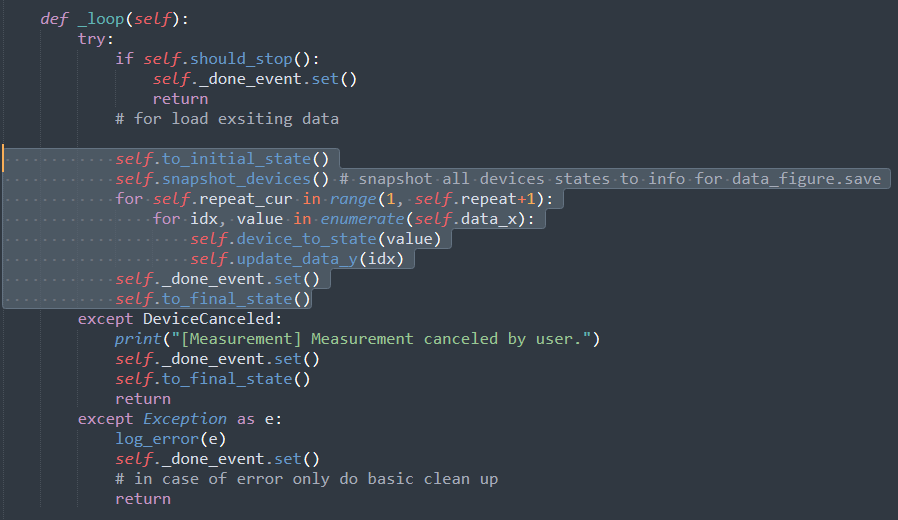 def _loop(self):
try:
if self.should_stop():
self._done_event.set()
return
# for load exsiting data
self.to_initial_state()
self.snapshot_devices() # snapshot all devices states to info for data_figure.save
for self.repeat_cur in range(1, self.repeat+1):
for idx, value in enumerate(self.data_x):
self.device_to_state(value)
self.update_data_y(idx)
self._done_event.set()
self.to_final_state()
except DeviceCanceled:
print("[Measurement] Measurement canceled by user.")
self._done_event.set()
self.to_final_state()
return
except Exception as e:
log_error(e)
self._done_event.set()
# in case of error only do basic clean up
return